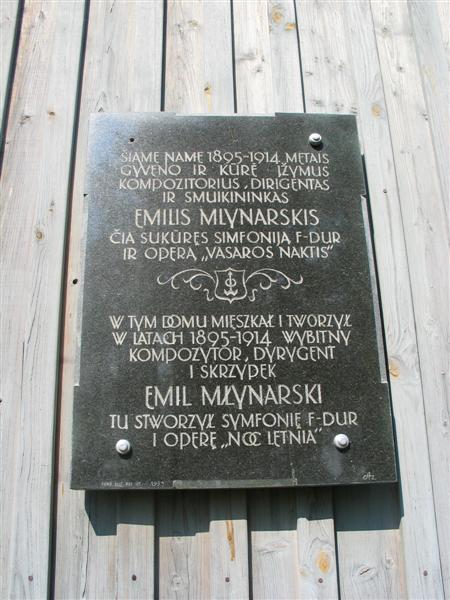 ŠIAME NAME 1895-1914 METAIS
GYVENO IR KŪRĖ ĮŽYMUS
KOMPOZITORIUS, DIRIGENTAS
IR SMUIKININKAS
EMILIS MLYNARSKIS
ČIA SUKŪRĘS SIMFONIJĄ F-DUR
IR OPERĄ „VASAROS NAKTIS"
W TYM DOMU MIESZKAŁ I TWORZYŁ
W LATACH 1895-1914 WYBITNY
KOMPOZYTOR, DYRYGENT
I SKRZYPEK
EMIL MŁYNARSKI
TU STWORZYŁ SYMFONIĘ F-DUR
I OPERĘ „NOC LETNIA"